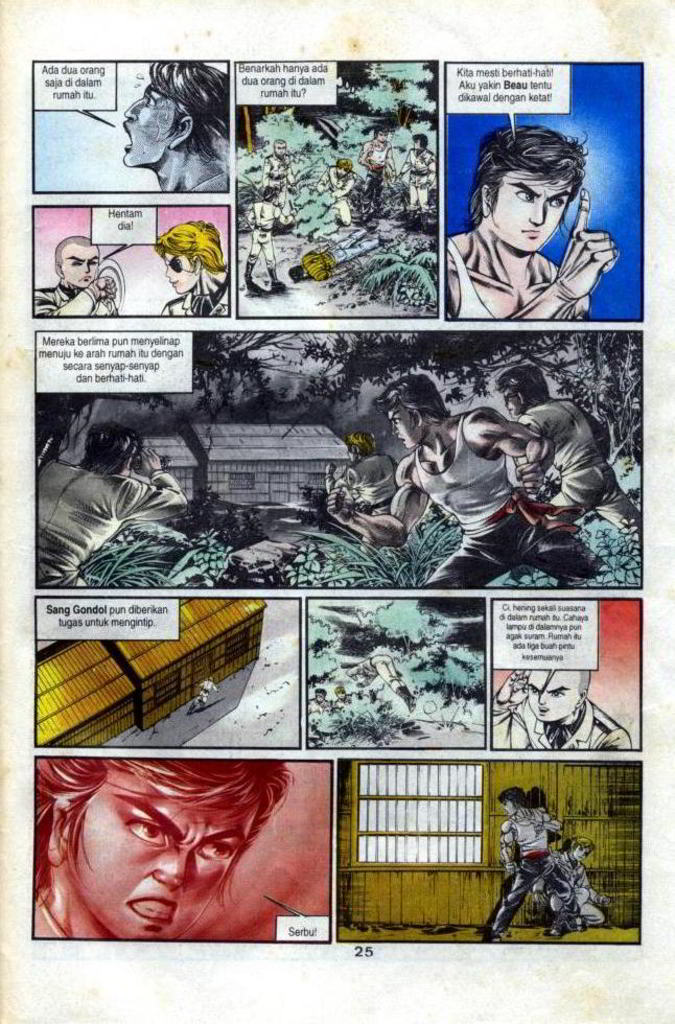 Ada dua orang
saja di dalam
rumah itu.
Benarkah hanya ada
dua orang di dalam
rumah itu?
Kita mesti berhati-hati!
Aku yakin Beau tentu
dikawal dengan ketat!
Hentam
dia!
Mereka berlima pun menyelinap
menuju ke arah rumah itu dengan
secara senyap-senyap
dan berhati-hati.
Sang Gondol pun diberikan
tugas untuk mengintip.
Ci, hening sekali suasana
di dalam rumah itu. Cahaya
lampu di dalamnya pun
agak suram. Rumah itu
ada tiga buah pintu
kesemuanya
Serbu!
25